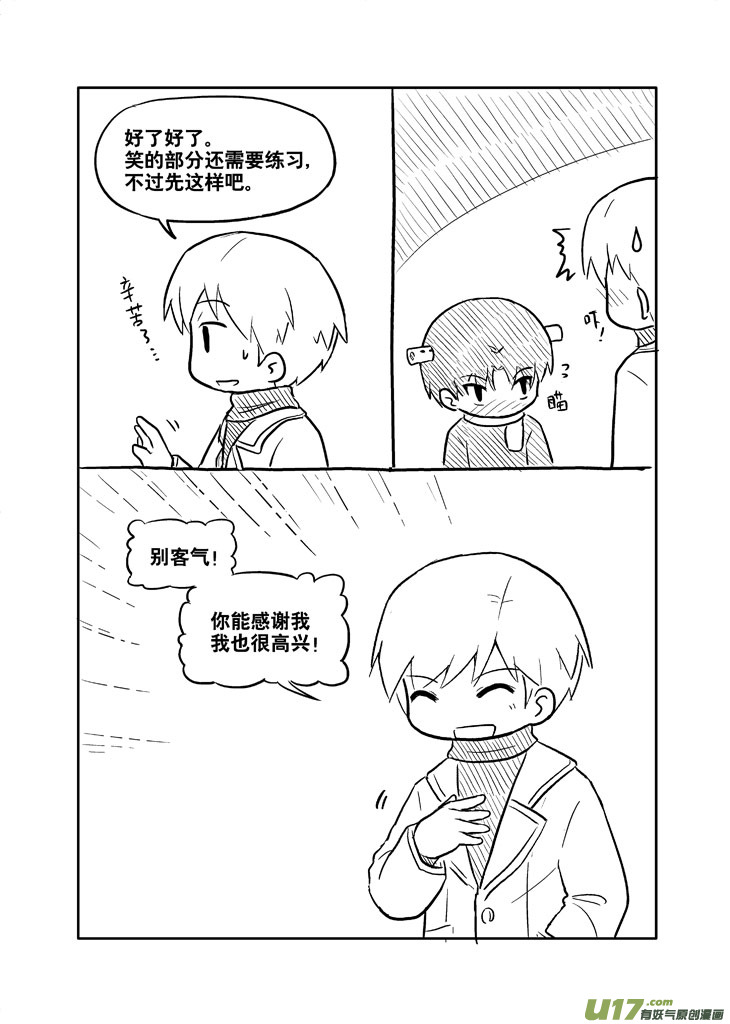 好了好了。
笑的部分还需要练习，
不过先这样吧。
辛苦了…
咔！
？
瞄
别客气！
你能感谢我
我也很高兴！
U17.com
有妖气原创漫画